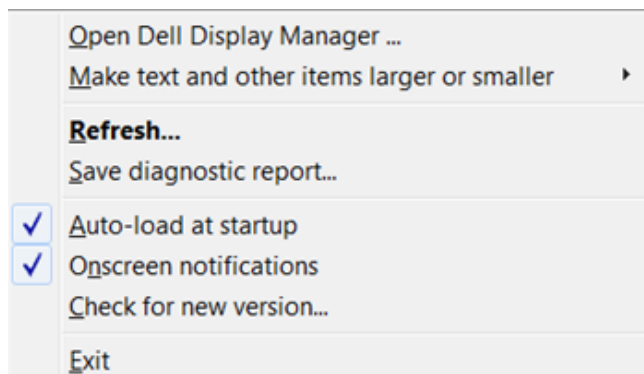 Open Dell Display Manager ...
Make text and other items larger or smaller
Refresh...
Save diagnostic report...
Auto-load at startup
Onscreen notifications
Check for new version...
Exit